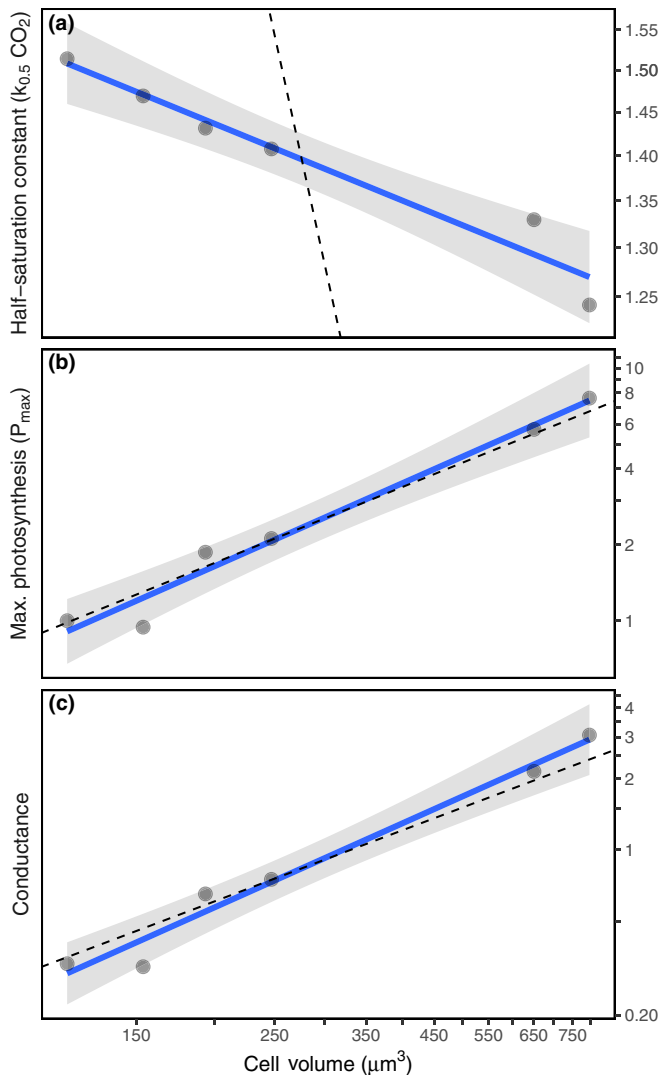 (a)
Half−saturation constant (k0.5 CO2)
1.55
1.50
1.45
1.40
1.35
1.30
1.25
(b)
Max. photosynthesis (Pmax)
10
8
6
4
2
1
(c)
Conductance
4
3
2
1
0.20
150 250 350 450 550 650 750
Cell volume (μm³)